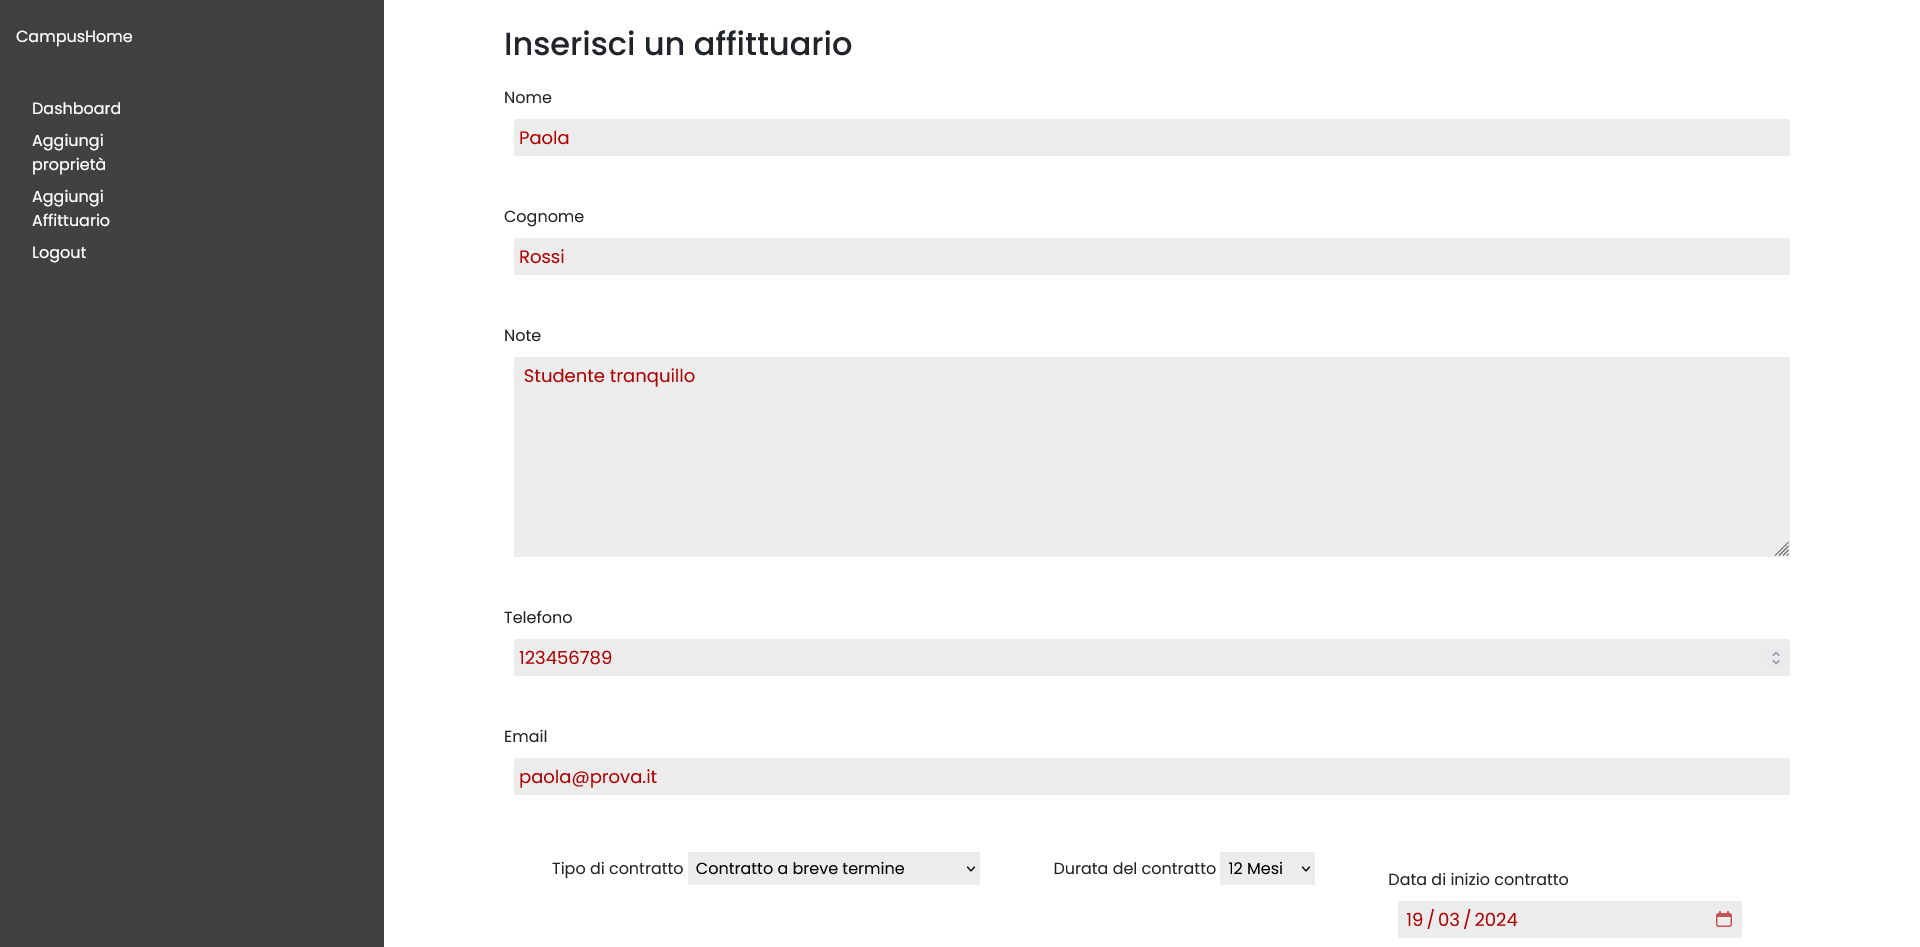 CampusHome
Dashboard
Aggiungi
proprietà
Aggiungi
Affittuario
Logout
Inserisci un affittuario
Nome
Paola
Cognome
Rossi
Note
Studente tranquillo
Telefono
123456789
Email
paola@prova.it
Tipo di contratto Contratto a breve termine
Durata del contratto 12 Mesi
Data di inizio contratto
19/03/2024